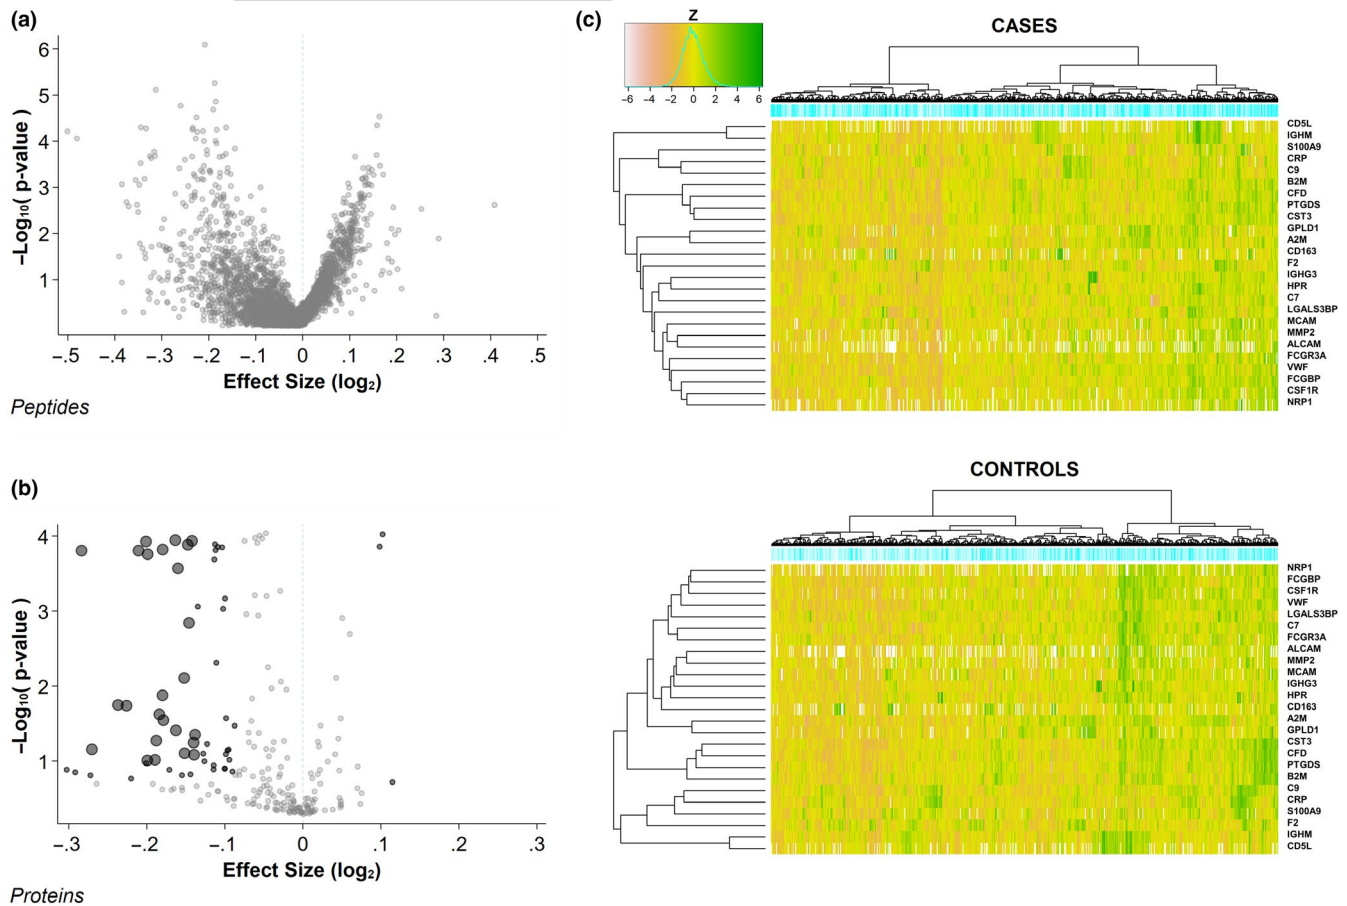 (a)
6
5
4
3
2
1
−Log10( p-value )
−.5 −.4 −.3 −.2 −.1 0 .1 .2 .3 .4 .5
Effect Size (log2)
Peptides
(b)
4
3
2
1
−Log10( p-value )
−.3 −.2 −.1 0 .1 .2 .3
Effect Size (log2)
Proteins
(c)
Z
−6 −4 −2 0 2 4 6
CASES
CD5L
IGHM
S100A9
CRP
C9
B2M
CFD
PTGDS
CST3
GPLD1
A2M
CD163
F2
IGHG3
HPR
C7
LGALS3BP
MCAM
MMP2
ALCAM
FCGR3A
VWF
FCGBP
CSF1R
NRP1
CONTROLS
NRP1
FCGBP
CSF1R
VWF
LGALS3BP
C7
FCGR3A
ALCAM
MMP2
MCAM
IGHG3
HPR
CD163
A2M
GPLD1
CST3
CFD
PTGDS
B2M
C9
CRP
S100A9
F2
IGHM
CD5L